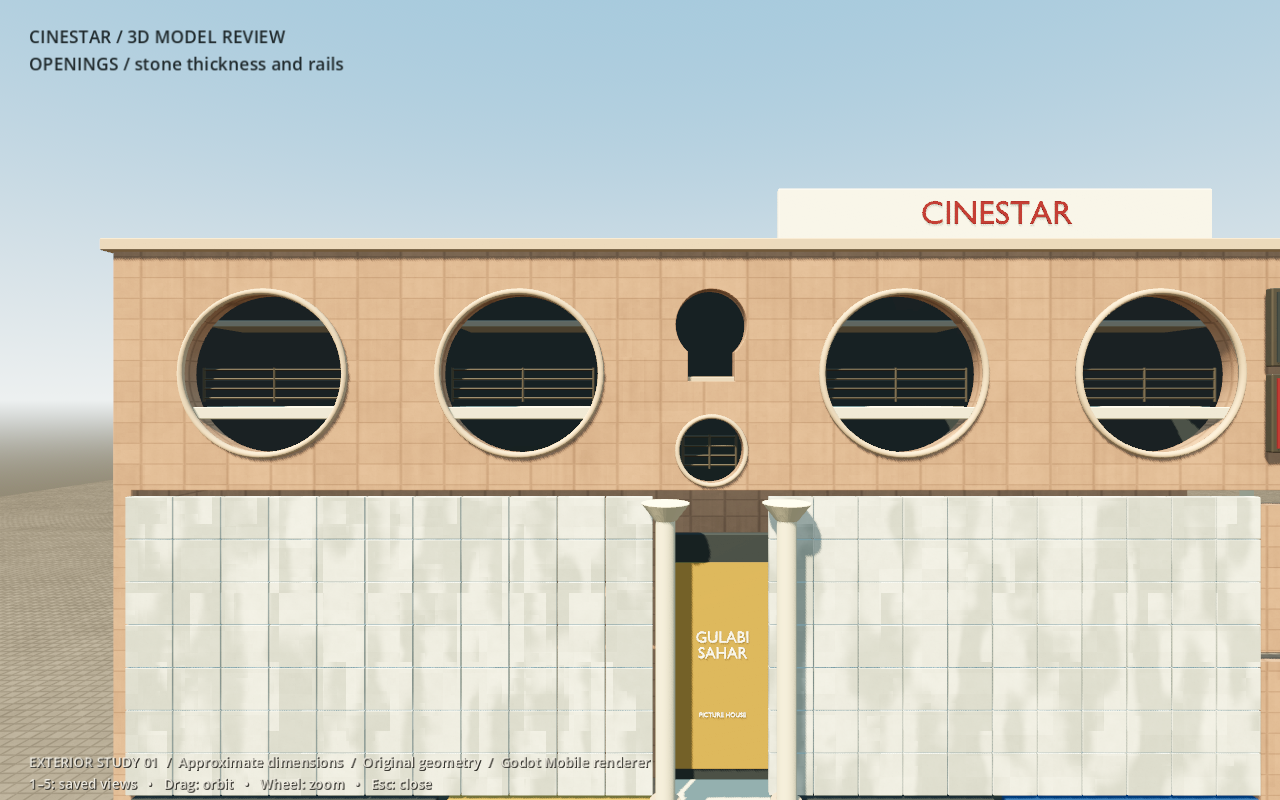 CINESTAR / 3D MODEL REVIEW
OPENINGS / stone thickness and rails
CINESTAR
GULABI
SAHAR
PICTURE HOUSE
EXTERIOR STUDY 01 / Approximate dimensions / Original geometry / Godot Mobile renderer
1–5: saved views • Drag: orbit • Wheel: zoom • Esc: close